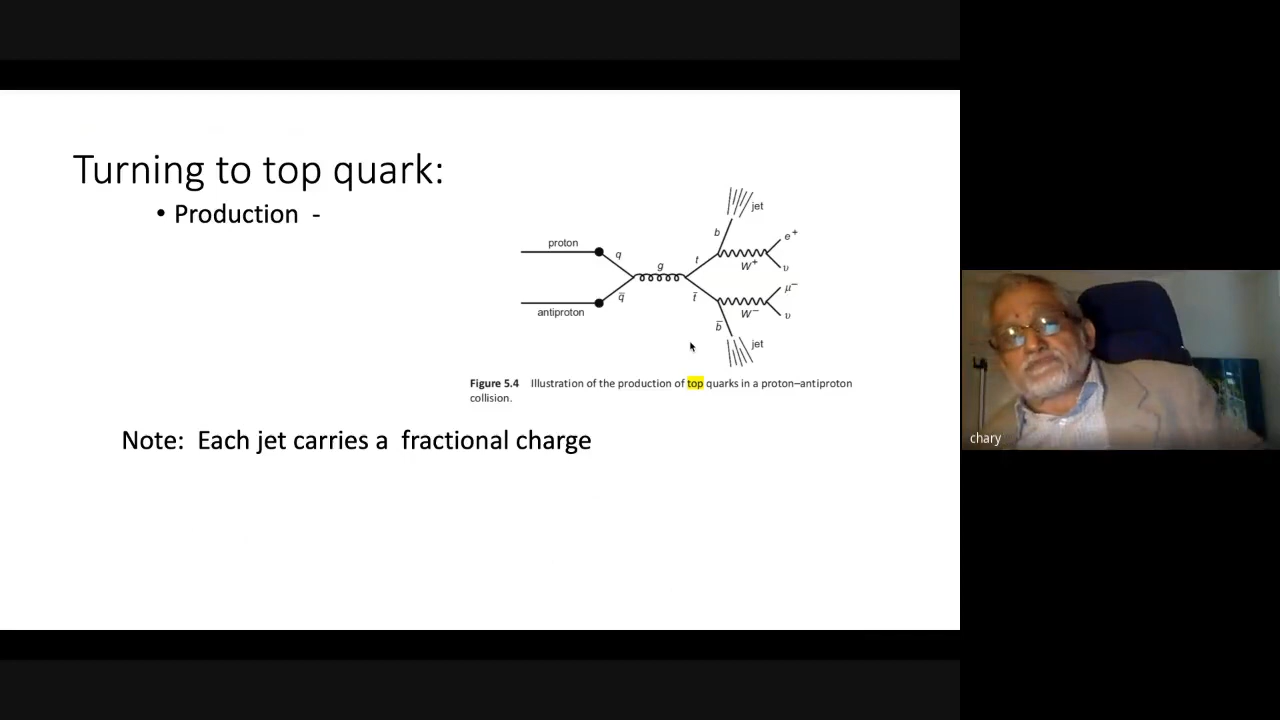 Turning to top quark:
• Production -
jet
b
e+
proton
q
g
t
W+
υ
q̅
t̅
μ−
antiproton
W−
υ
b̅
jet
Figure 5.4 Illustration of the production of top quarks in a proton–antiproton
collision.
Note: Each jet carries a fractional charge
chary